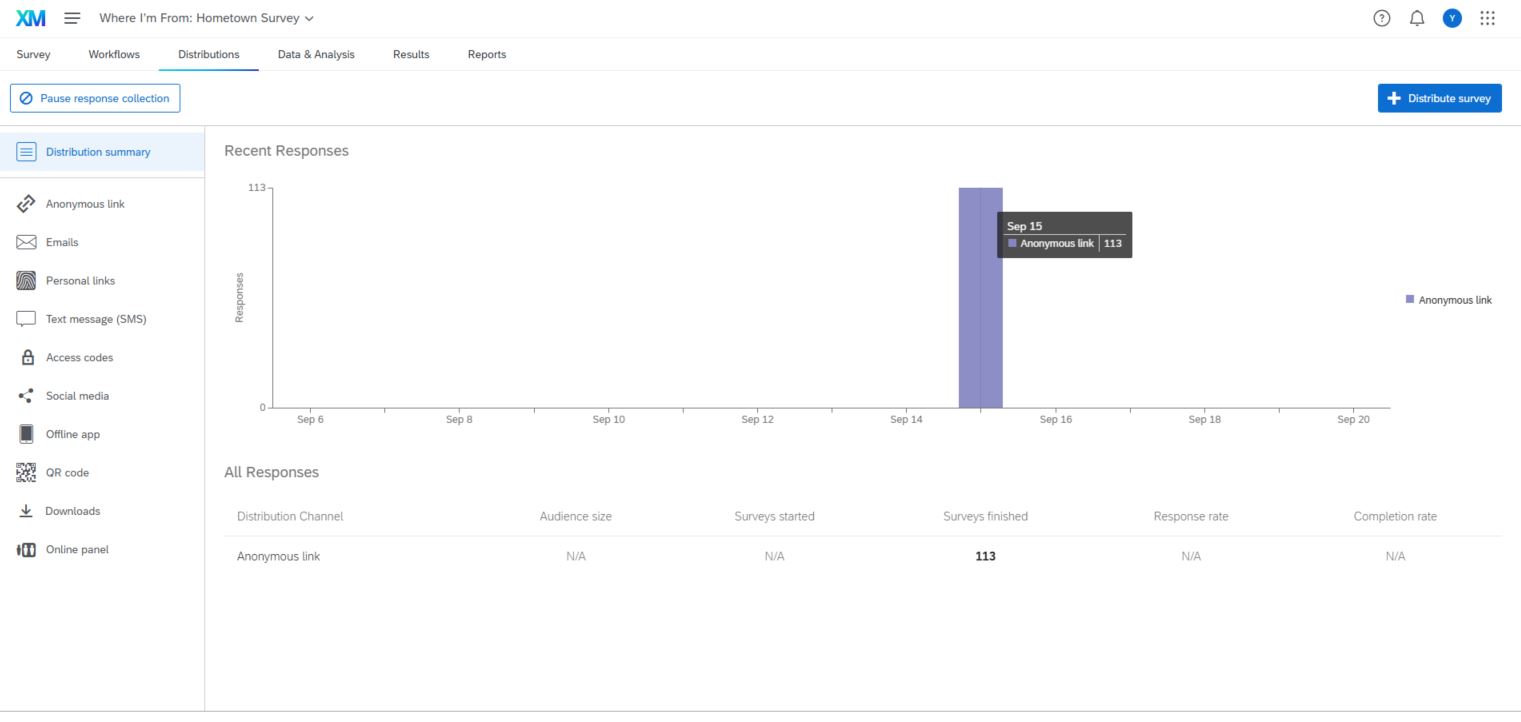 XM Where I'm From: Hometown Survey
? Y
Survey Workflows Distributions Data & Analysis Results Reports
Pause response collection
Distribute survey
Distribution summary
Anonymous link
Emails
Personal links
Text message (SMS)
Access codes
Social media
Offline app
QR code
Downloads
Online panel
Recent Responses
113
Responses
0
Sep 15
Anonymous link 113
Anonymous link
Sep 6 Sep 8 Sep 10 Sep 12 Sep 14 Sep 16 Sep 18 Sep 20
All Responses
Distribution Channel Audience size Surveys started Surveys finished Response rate Completion rate
Anonymous link N/A N/A 113 N/A N/A